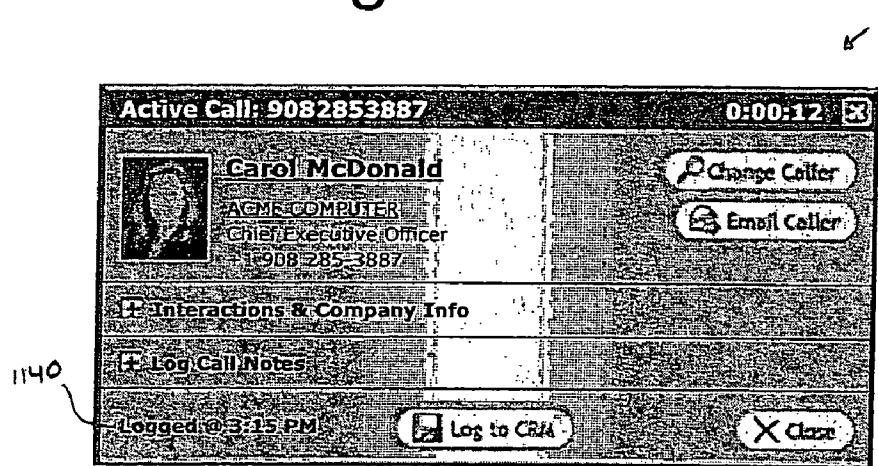 Active Call: 9082853887 0:00:12
Carol McDonald
Change Caller
ACME COMPUTER
Email Caller
Chief Executive Officer
+1 908-285-3887
Interactions & Company Info
Log Call Notes
1140
Logged @ 3:15 PM Log to CRM Close